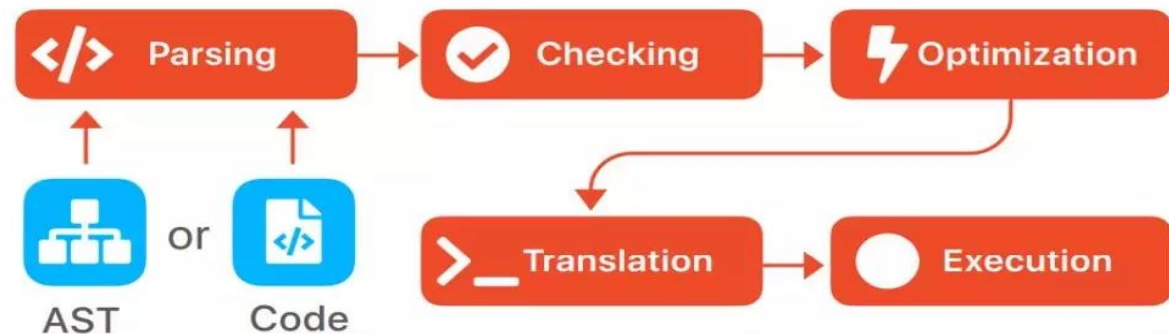 Parsing
Checking
Optimization
AST
or
Code
Translation
Execution